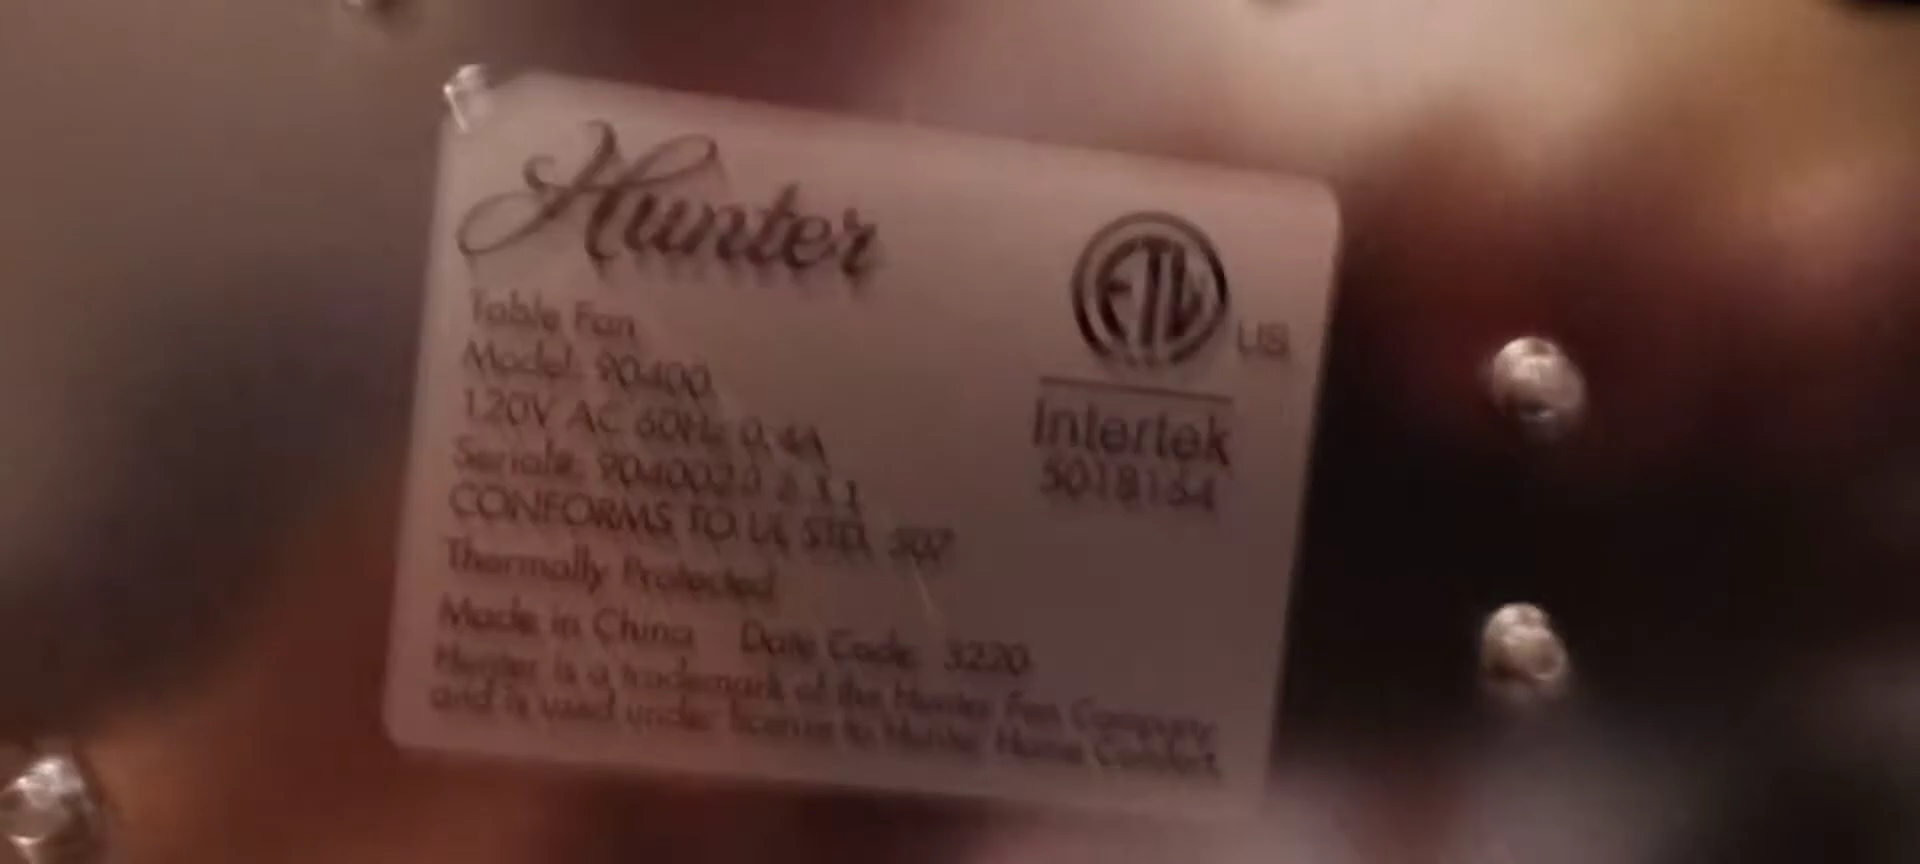 Hunter
ETL
US
Intertek
5018154
Table Fan
Model: 90400
120V AC 60Hz 0.4A
Serial#:
CONFORMS TO UL STD. 507
Thermally Protected
Made in China Date Code: 3220
Hunter is a trademark of the Hunter Fan Company
and is used under license to Hunter Home Comfort.